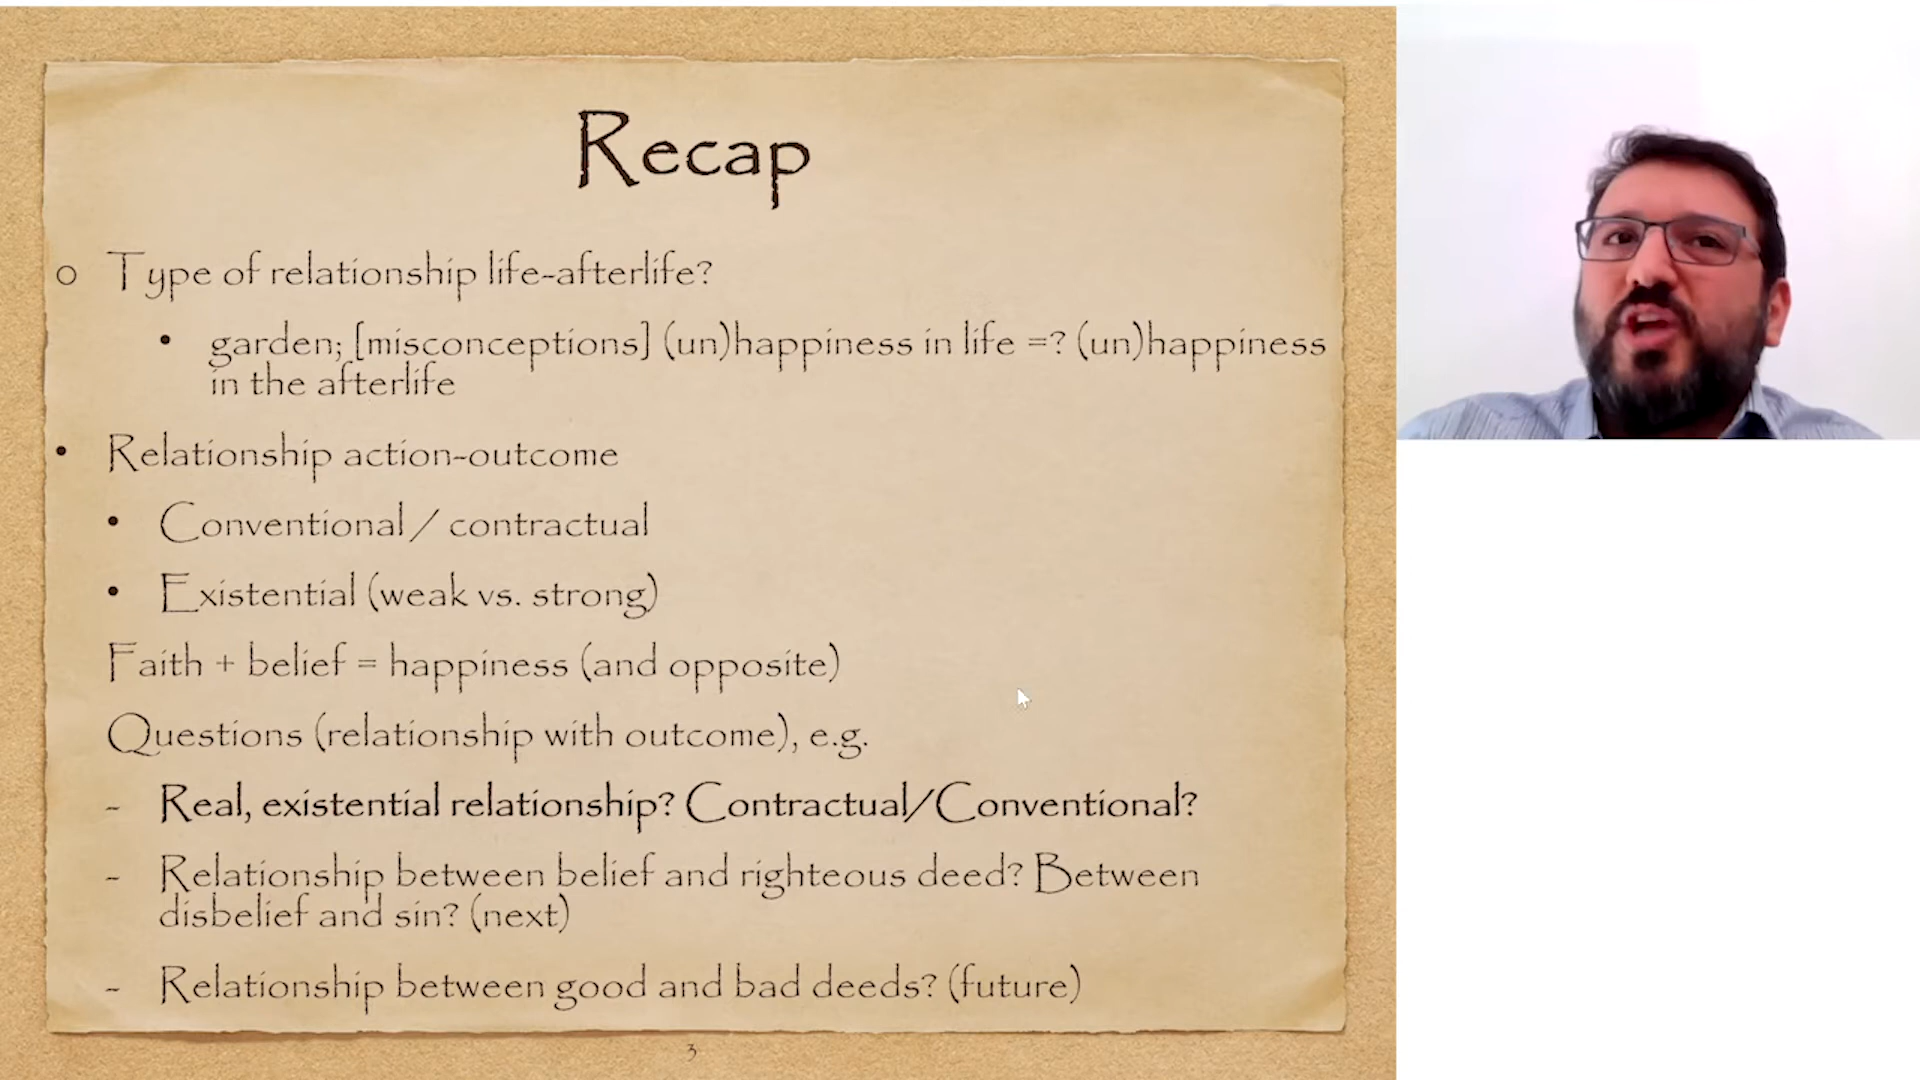 Recap
Type of relationship life-afterlife?
garden; [misconceptions] (un)happiness in life =? (un)happiness
in the afterlife
Relationship action-outcome
Conventional / contractual
Existential (weak vs. strong)
Faith + belief = happiness (and opposite)
Questions (relationship with outcome), e.g.
- Real, existential relationship? Contractual/Conventional?
- Relationship between belief and righteous deed? Between
disbelief and sin? (next)
- Relationship between good and bad deeds? (future)
3